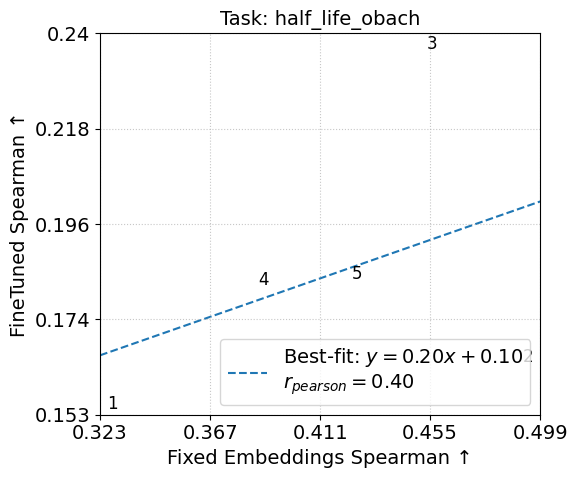 Task: half_life_obach
FineTuned Spearman ↑
0.24
0.218
0.196
0.174
0.153
3
4
5
1
2
Best-fit: y = 0.20x + 0.10
r_pearson = 0.40
0.323 0.367 0.411 0.455 0.499
Fixed Embeddings Spearman ↑